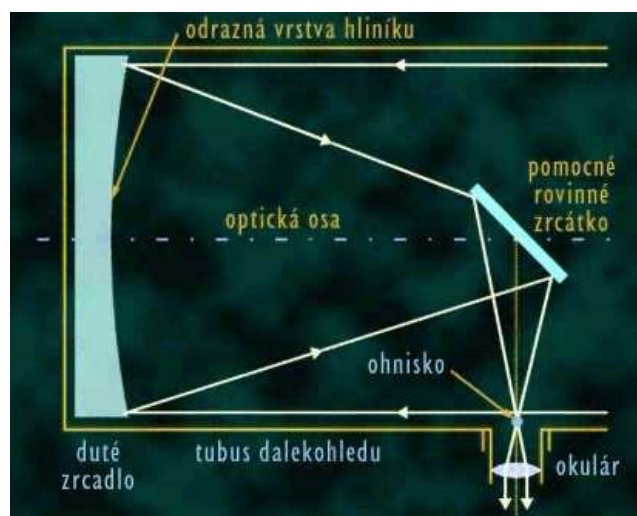 odrazná vrstva hliníku
pomocné
rovinné
zrcátko
optická osa
ohnisko
duté
zrcadlo
tubus dalekohledu
okulár